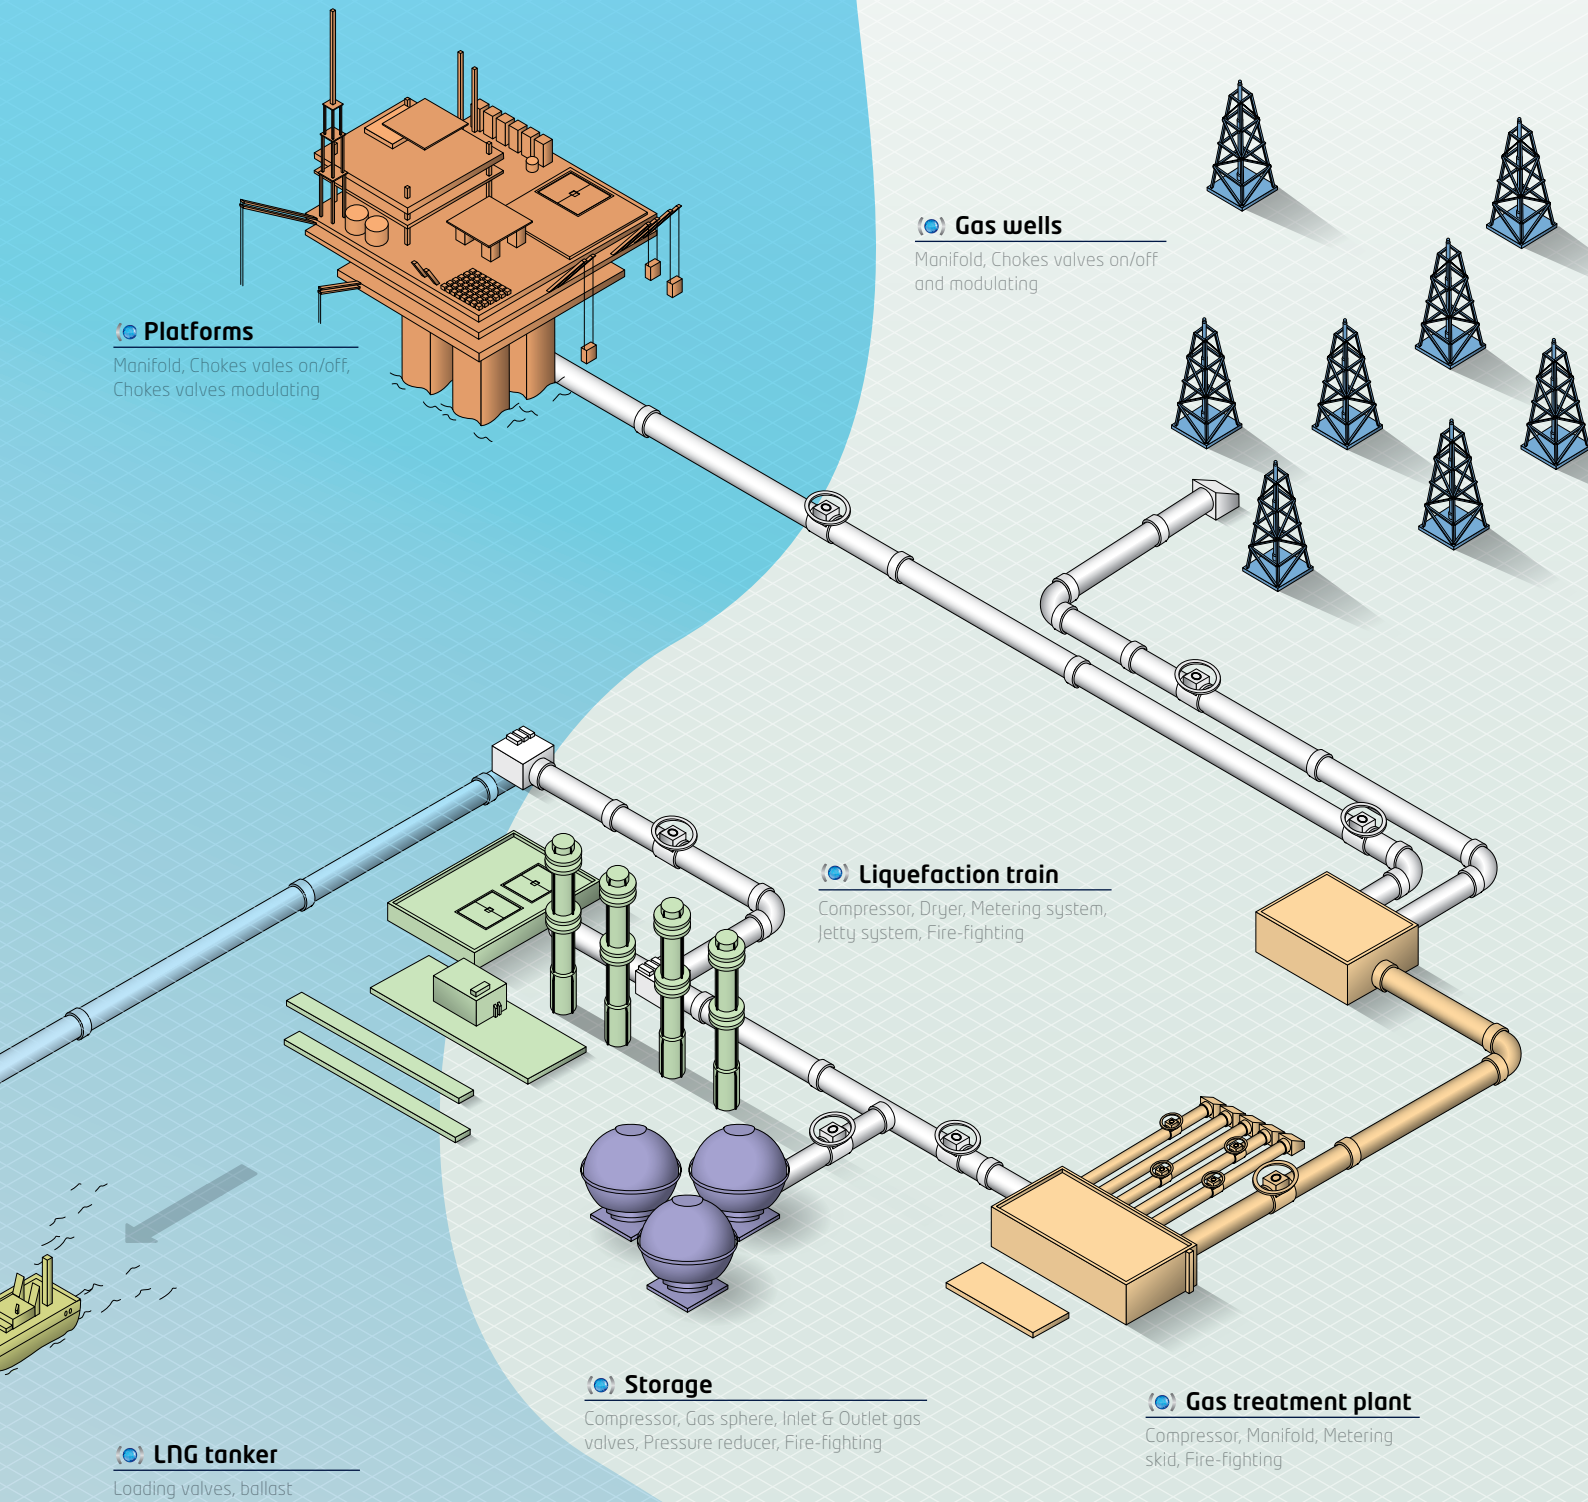 Gas wells
Manifold, Chokes valves on/off
and modulating
Platforms
Manifold, Chokes vales on/off,
Chokes valves modulating
Liquefaction train
Compressor, Dryer, Metering system,
Jetty system, Fire-fighting
Storage
Compressor, Gas sphere, Inlet & Outlet gas
valves, Pressure reducer, Fire-fighting
Gas treatment plant
Compressor, Manifold, Metering
skid, Fire-fighting
LNG tanker
Loading valves, ballast